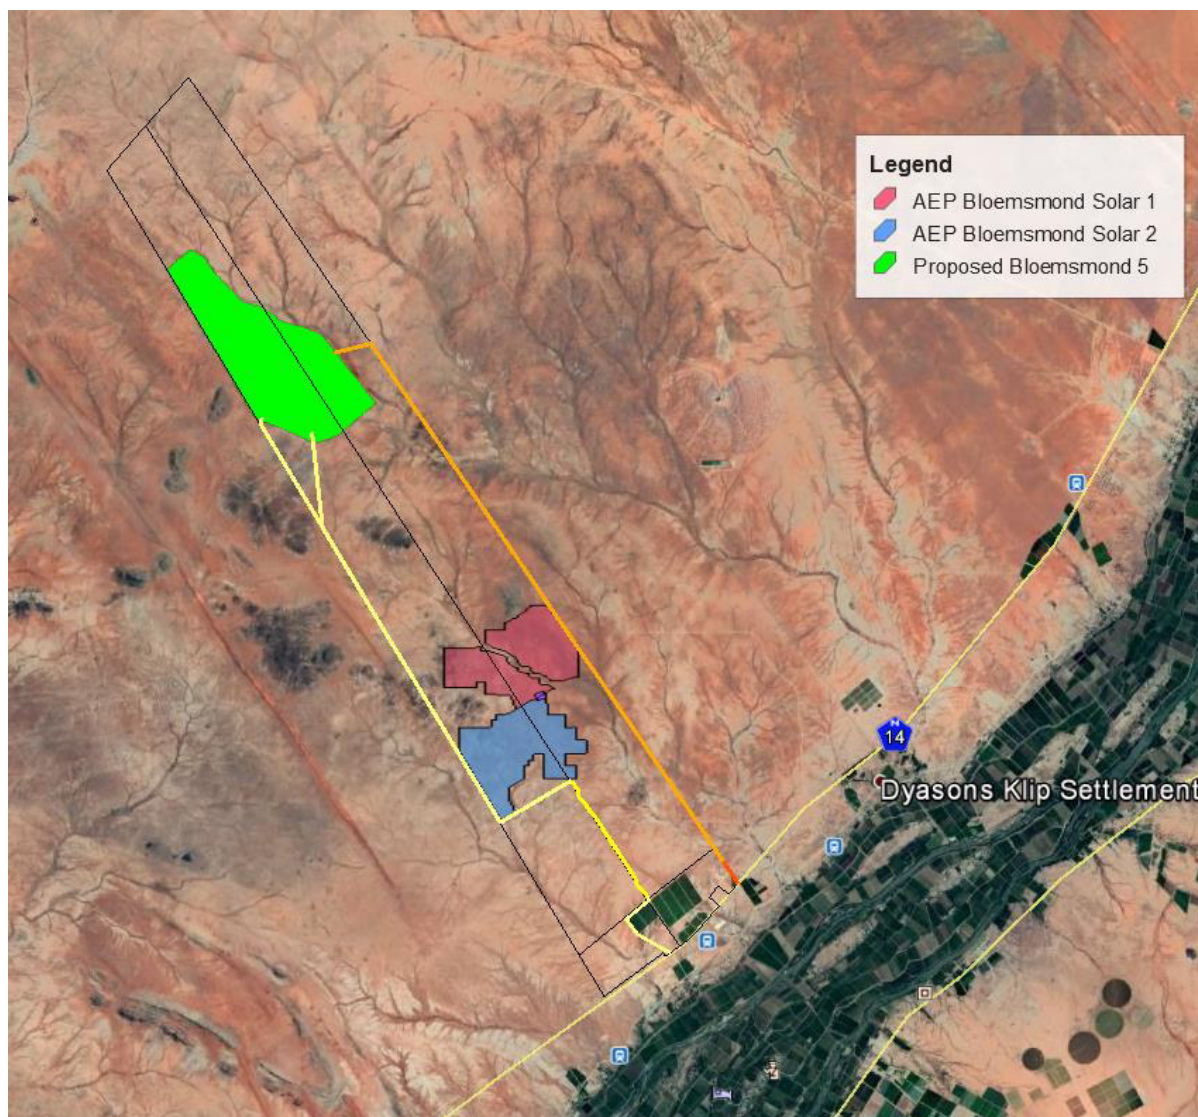 Legend
AEP Bloemsmond Solar 1
AEP Bloemsmond Solar 2
Proposed Bloemsmond 5
N
14
Dyasons Klip Settlement